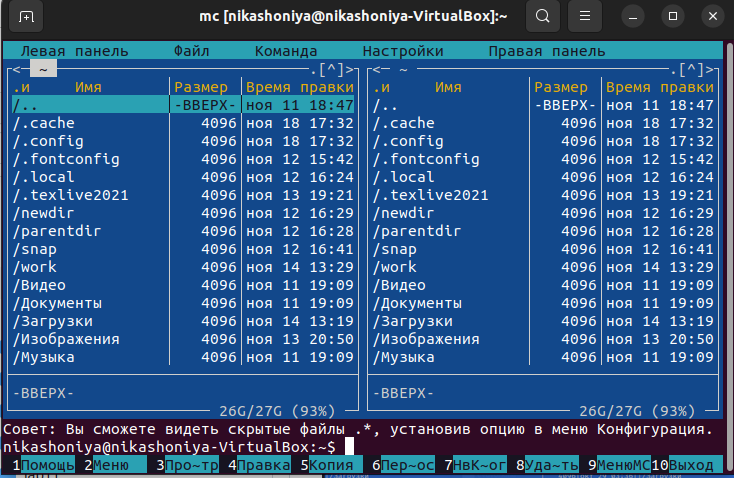 mc [nikashoniya@nikashoniya-VirtualBox]:~
Левая панель Файл Команда Настройки Правая панель
<─ ~ .[^]> <─ ~ .[^]>
.и Имя Размер Время правки .и Имя Размер Время правки
/.. -ВВЕРХ- ноя 11 18:47 /.. -ВВЕРХ- ноя 11 18:47
/.cache 4096 ноя 18 17:32 /.cache 4096 ноя 18 17:32
/.config 4096 ноя 18 17:32 /.config 4096 ноя 18 17:32
/.fontconfig 4096 ноя 12 15:42 /.fontconfig 4096 ноя 12 15:42
/.local 4096 ноя 12 16:24 /.local 4096 ноя 12 16:24
/.texlive2021 4096 ноя 13 19:21 /.texlive2021 4096 ноя 13 19:21
/newdir 4096 ноя 12 16:29 /newdir 4096 ноя 12 16:29
/parentdir 4096 ноя 12 16:28 /parentdir 4096 ноя 12 16:28
/snap 4096 ноя 12 16:41 /snap 4096 ноя 12 16:41
/work 4096 ноя 14 13:29 /work 4096 ноя 14 13:29
/Видео 4096 ноя 11 19:09 /Видео 4096 ноя 11 19:09
/Документы 4096 ноя 11 19:09 /Документы 4096 ноя 11 19:09
/Загрузки 4096 ноя 14 13:19 /Загрузки 4096 ноя 14 13:19
/Изображения 4096 ноя 13 20:50 /Изображения 4096 ноя 13 20:50
/Музыка 4096 ноя 11 19:09 /Музыка 4096 ноя 11 19:09
-ВВЕРХ- -ВВЕРХ-
26G/27G (93%) 26G/27G (93%)
Совет: Вы сможете видеть скрытые файлы .*, установив опцию в меню Конфигурация.
nikashoniya@nikashoniya-VirtualBox:~$
1Помощь 2Меню 3Про~тр 4Правка 5Копия 6Пер~ос 7НвК~ог 8Уда~ть 9МенюМС 10Выход